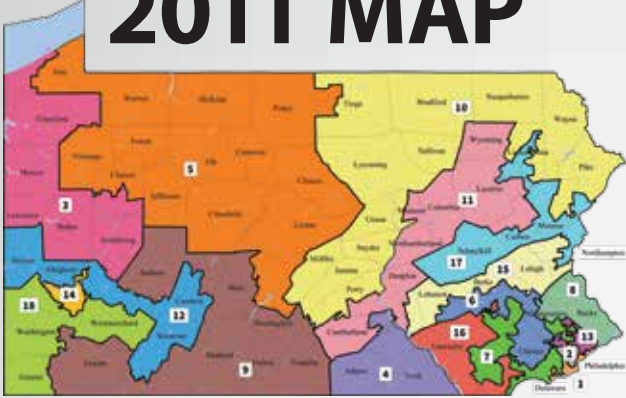 2011 MAP
Erie
Warren
McKean
Potter
Tioga
Bradford
10
Susquehanna
Wayne
Crawford
Forest
Elk
Cameron
Sullivan
Wyoming
Venango
5
Lycoming
Pike
Mercer
Clarion
Clinton
Luzerne
3
Jefferson
Clearfield
Columbia
11
Lawrence
Butler
Centre
Union
Monroe
Armstrong
Snyder
Northumberland
Carbon
Mifflin
Schuylkill
17
Northampton
Beaver
Allegheny
Indiana
Juniata
Dauphin
15
Lehigh
14
Blair
Perry
Lebanon
Berks
8
18
12
Cambria
Huntingdon
6
Bucks
Washington
Westmoreland
Somerset
Cumberland
16
Lancaster
13
Greene
Fayette
Bedford
Fulton
Franklin
Adams
York
7
Chester
2
Philadelphia
9
4
Delaware
1